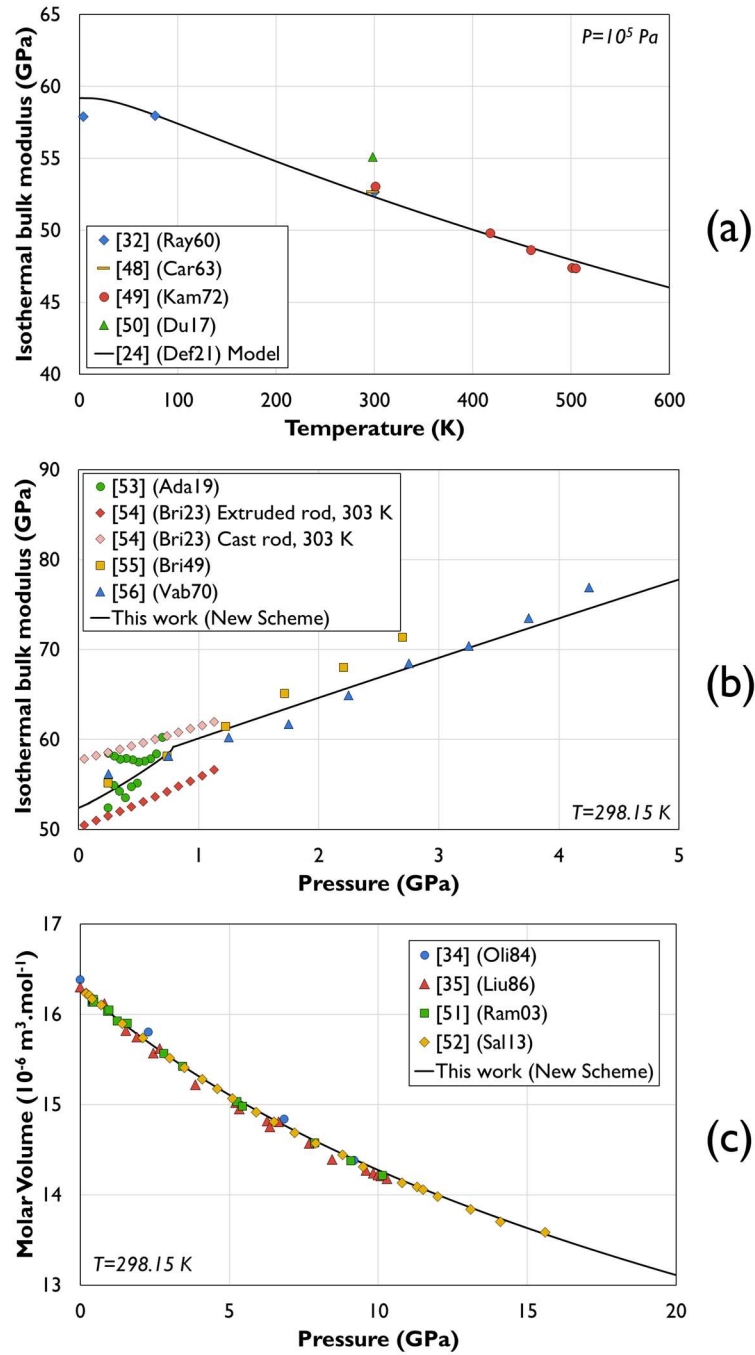 65
60
55
50
45
40
Isothermal bulk modulus (GPa)
P=10⁵ Pa
[32] (Ray60)
[48] (Car63)
[49] (Kam72)
[50] (Du17)
[24] (Def21) Model
0 100 200 300 400 500 600
Temperature (K)
(a)
90
80
70
60
50
Isothermal bulk modulus (GPa)
[53] (Ada19)
[54] (Bri23) Extruded rod, 303 K
[54] (Bri23) Cast rod, 303 K
[55] (Bri49)
[56] (Vab70)
This work (New Scheme)
T=298.15 K
0 1 2 3 4 5
Pressure (GPa)
(b)
17
16
15
14
13
Molar Volume (10⁻⁶ m³.mol⁻¹)
[34] (Oli84)
[35] (Liu86)
[51] (Ram03)
[52] (Sal13)
This work (New Scheme)
T=298.15 K
0 5 10 15 20
Pressure (GPa)
(c)